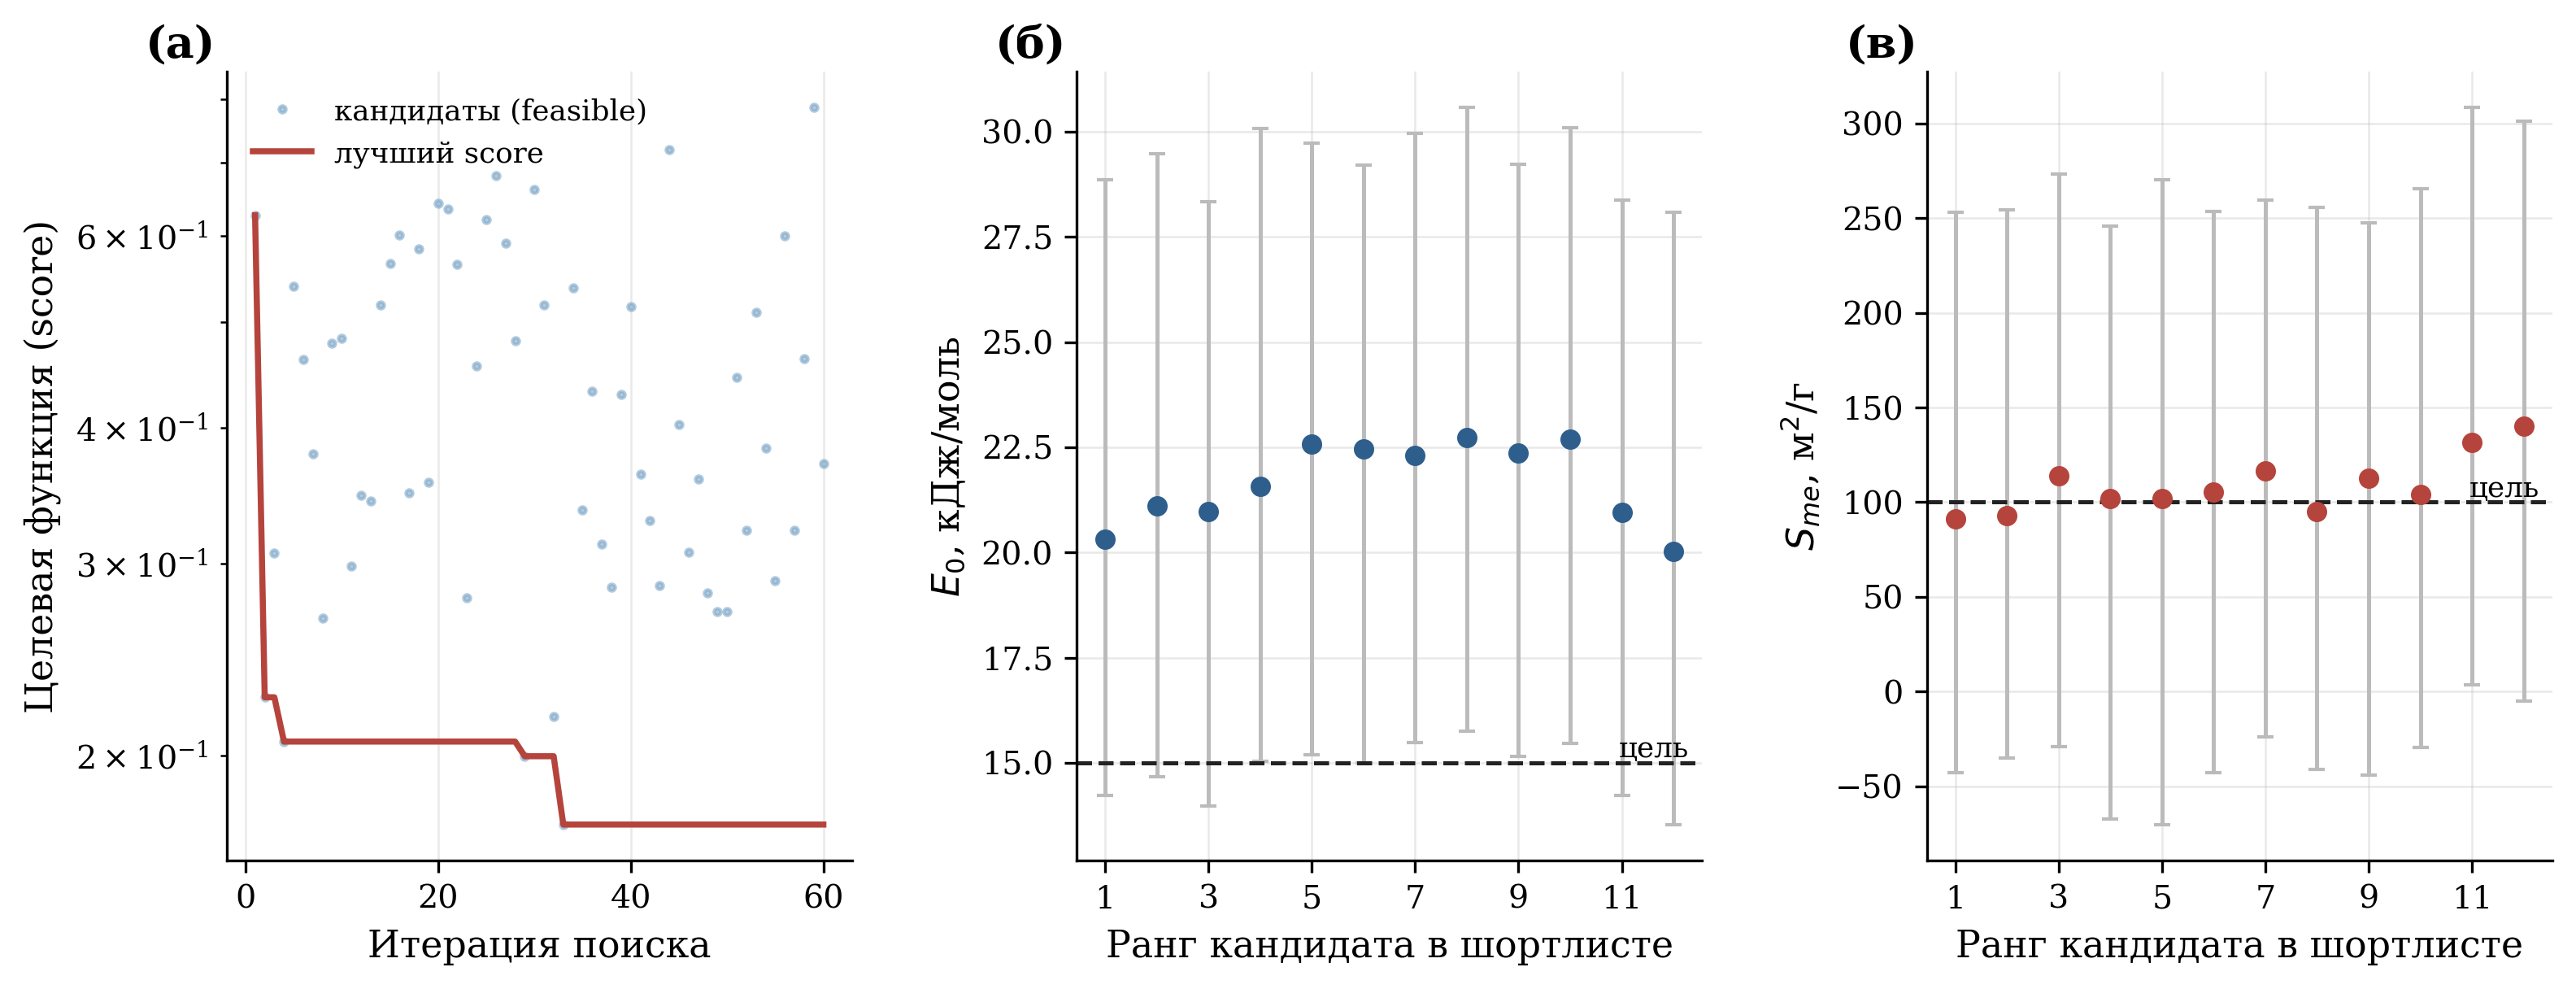 (а)
кандидаты (feasible)
лучший score
Целевая функция (score)
6 × 10⁻¹
4 × 10⁻¹
3 × 10⁻¹
2 × 10⁻¹
0 20 40 60
Итерация поиска
(б)
E₀, кДж/моль
30.0
27.5
25.0
22.5
20.0
17.5
15.0
цель
1 3 5 7 9 11
Ранг кандидата в шортлисте
(в)
Sₘₑ, м²/г
300
250
200
150
100
50
0
−50
цель
1 3 5 7 9 11
Ранг кандидата в шортлисте